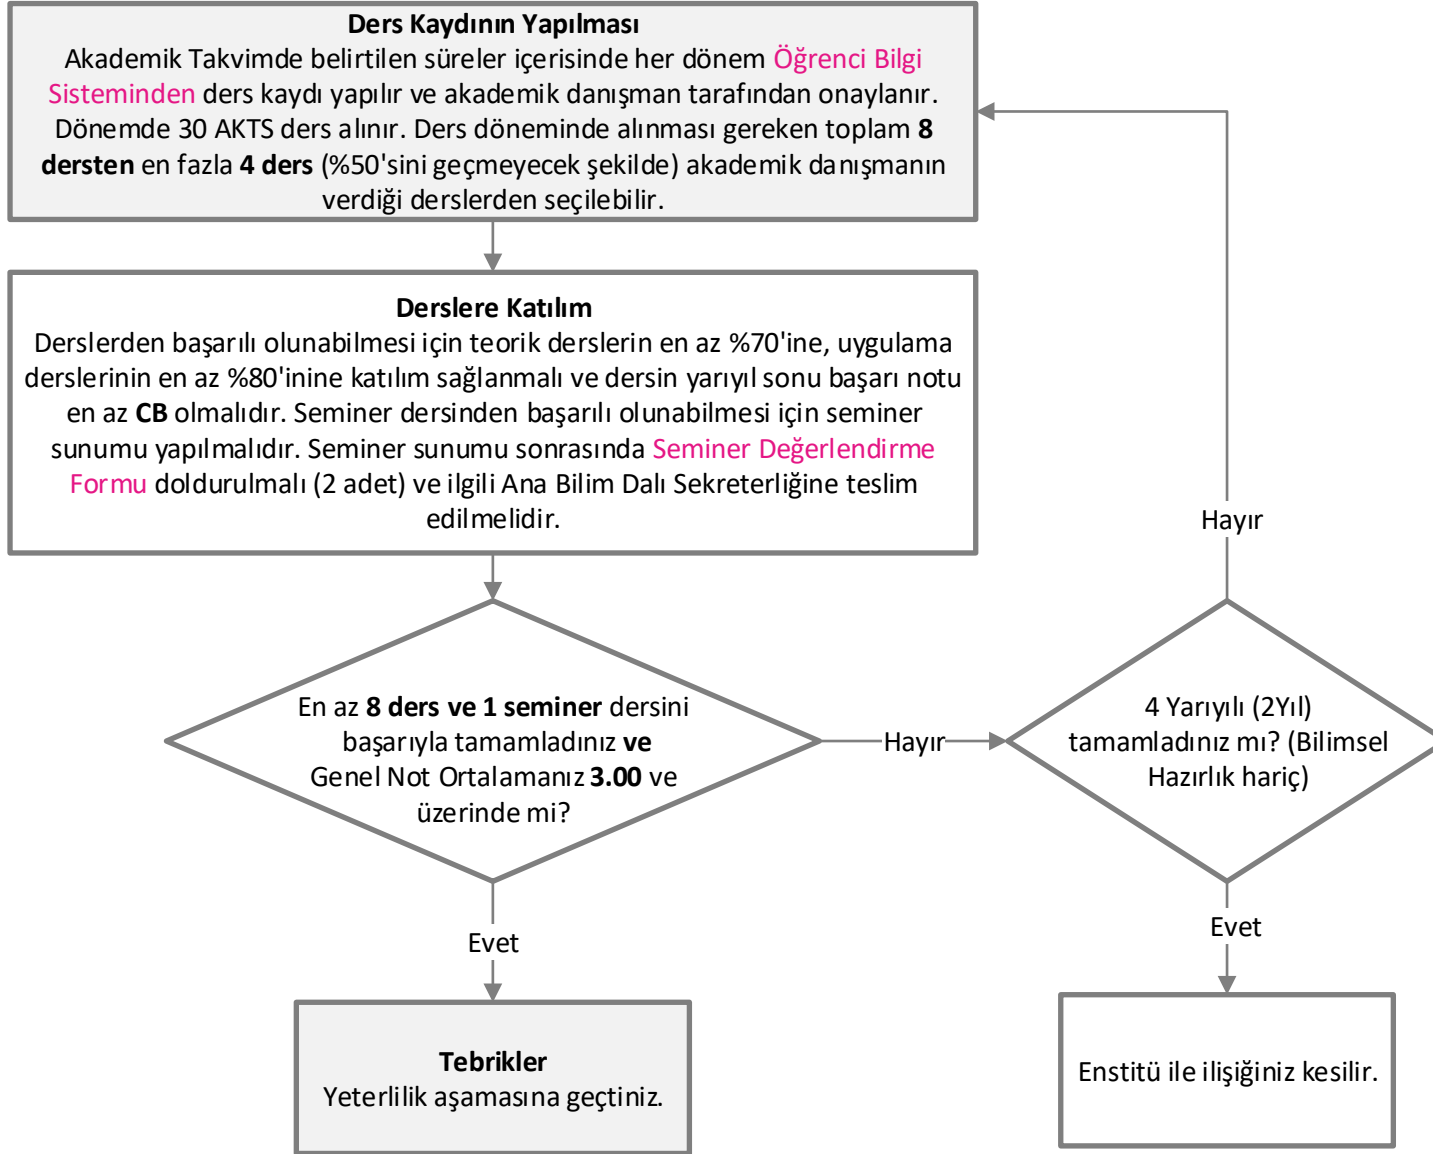 Ders Kaydının Yapılması
Akademik Takvimde belirtilen süreler içerisinde her dönem Öğrenci Bilgi
Sisteminden ders kaydı yapılır ve akademik danışman tarafından onaylanır.
Dönemde 30 AKTS ders alınır. Ders döneminde alınması gereken toplam 8
dersten en fazla 4 ders (%50'sini geçmeyecek şekilde) akademik danışmanın
verdiği derslerden seçilebilir.
Derslere Katılım
Derslerden başarılı olunabilmesi için teorik derslerin en az %70'ine, uygulama
derslerinin en az %80'inine katılım sağlanmalı ve dersin yarıyıl sonu başarı notu
en az CB olmalıdır. Seminer dersinden başarılı olunabilmesi için seminer
sunumu yapılmalıdır. Seminer sunumu sonrasında Seminer Değerlendirme
Formu doldurulmalı (2 adet) ve ilgili Ana Bilim Dalı Sekreterliğine teslim
edilmelidir.
Hayır
En az 8 ders ve 1 seminer dersini
başarıyla tamamladınız ve
Genel Not Ortalamanız 3.00 ve
üzerinde mi?
Hayır
4 Yarıyılı (2Yıl)
tamamladınız mı? (Bilimsel
Hazırlık hariç)
Evet
Evet
Tebrikler
Yeterlilik aşamasına geçtiniz.
Enstitü ile ilişiğiniz kesilir.